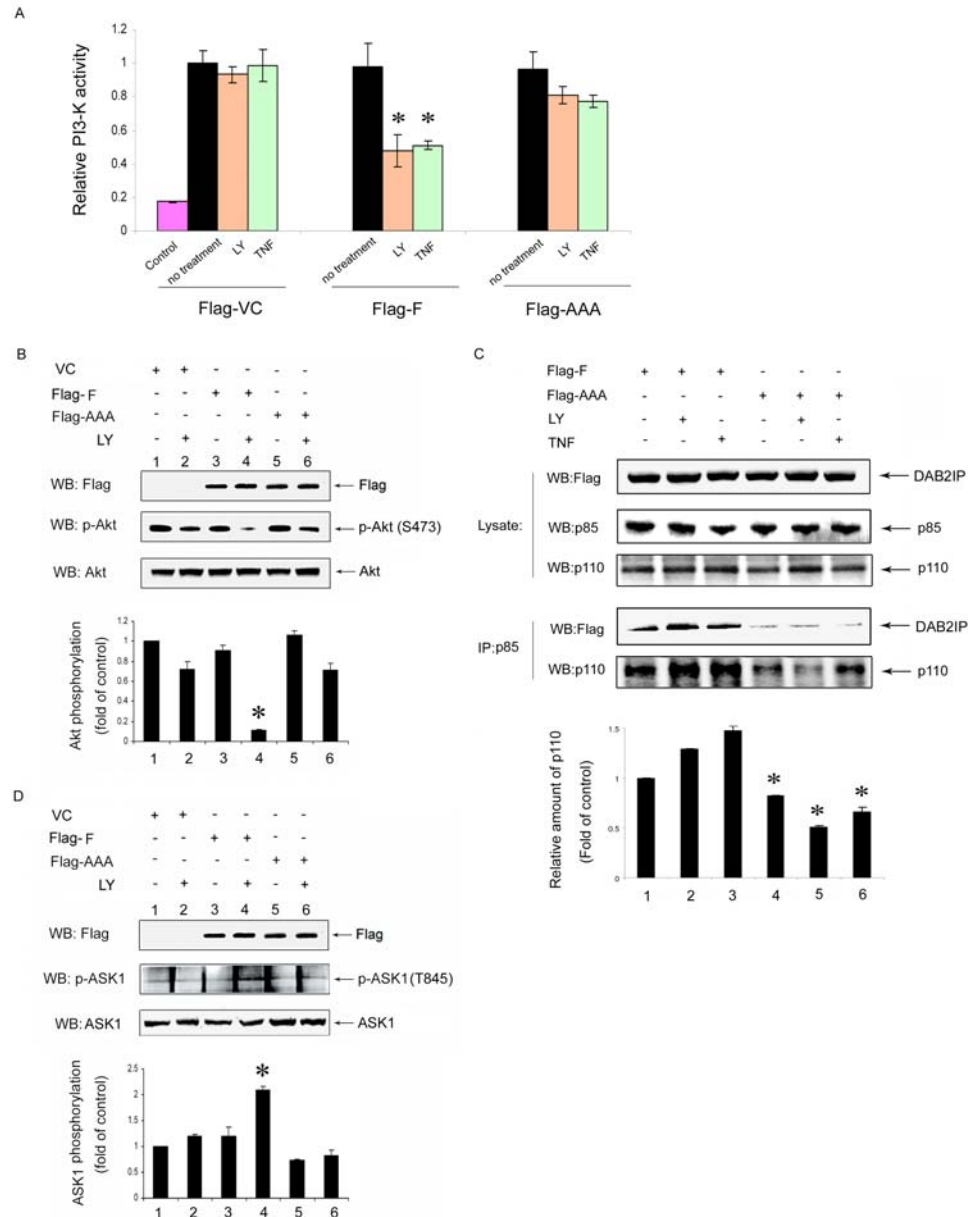 A
Relative PI3-K activity
1.2
1
0.8
0.6
0.4
0.2
0
* *
Control
no treatment
LY
TNF
no treatment
LY
TNF
no treatment
LY
TNF
Flag-VC
Flag-F
Flag-AAA
B
VC + + - - - -
Flag-F - - + + - -
Flag-AAA - - - - + +
LY - + - + - +
1 2 3 4 5 6
WB: Flag Flag
WB: p-Akt p-Akt (S473)
WB: Akt Akt
Akt phosphorylation
(fold of control)
1.2
1
0.8
0.6
0.4
0.2
0
*
1 2 3 4 5 6
C
Flag-F + + + - - -
Flag-AAA - - - + + +
LY - + - - + -
TNF - - + - - +
Lysate:
WB:Flag DAB2IP
WB:p85 p85
WB:p110 p110
IP:p85
WB:Flag DAB2IP
WB:p110 p110
Relative amount of p110
(Fold of control)
1.5
1
0.5
0
* * *
1 2 3 4 5 6
D
VC + + - - - -
Flag-F - - + + - -
Flag-AAA - - - - + +
LY - + - + - +
1 2 3 4 5 6
WB: Flag Flag
WB: p-ASK1 p-ASK1(T845)
WB:ASK1 ASK1
ASK1 phosphorylation
(fold of control)
2.5
2
1.5
1
0.5
0
*
1 2 3 4 5 6